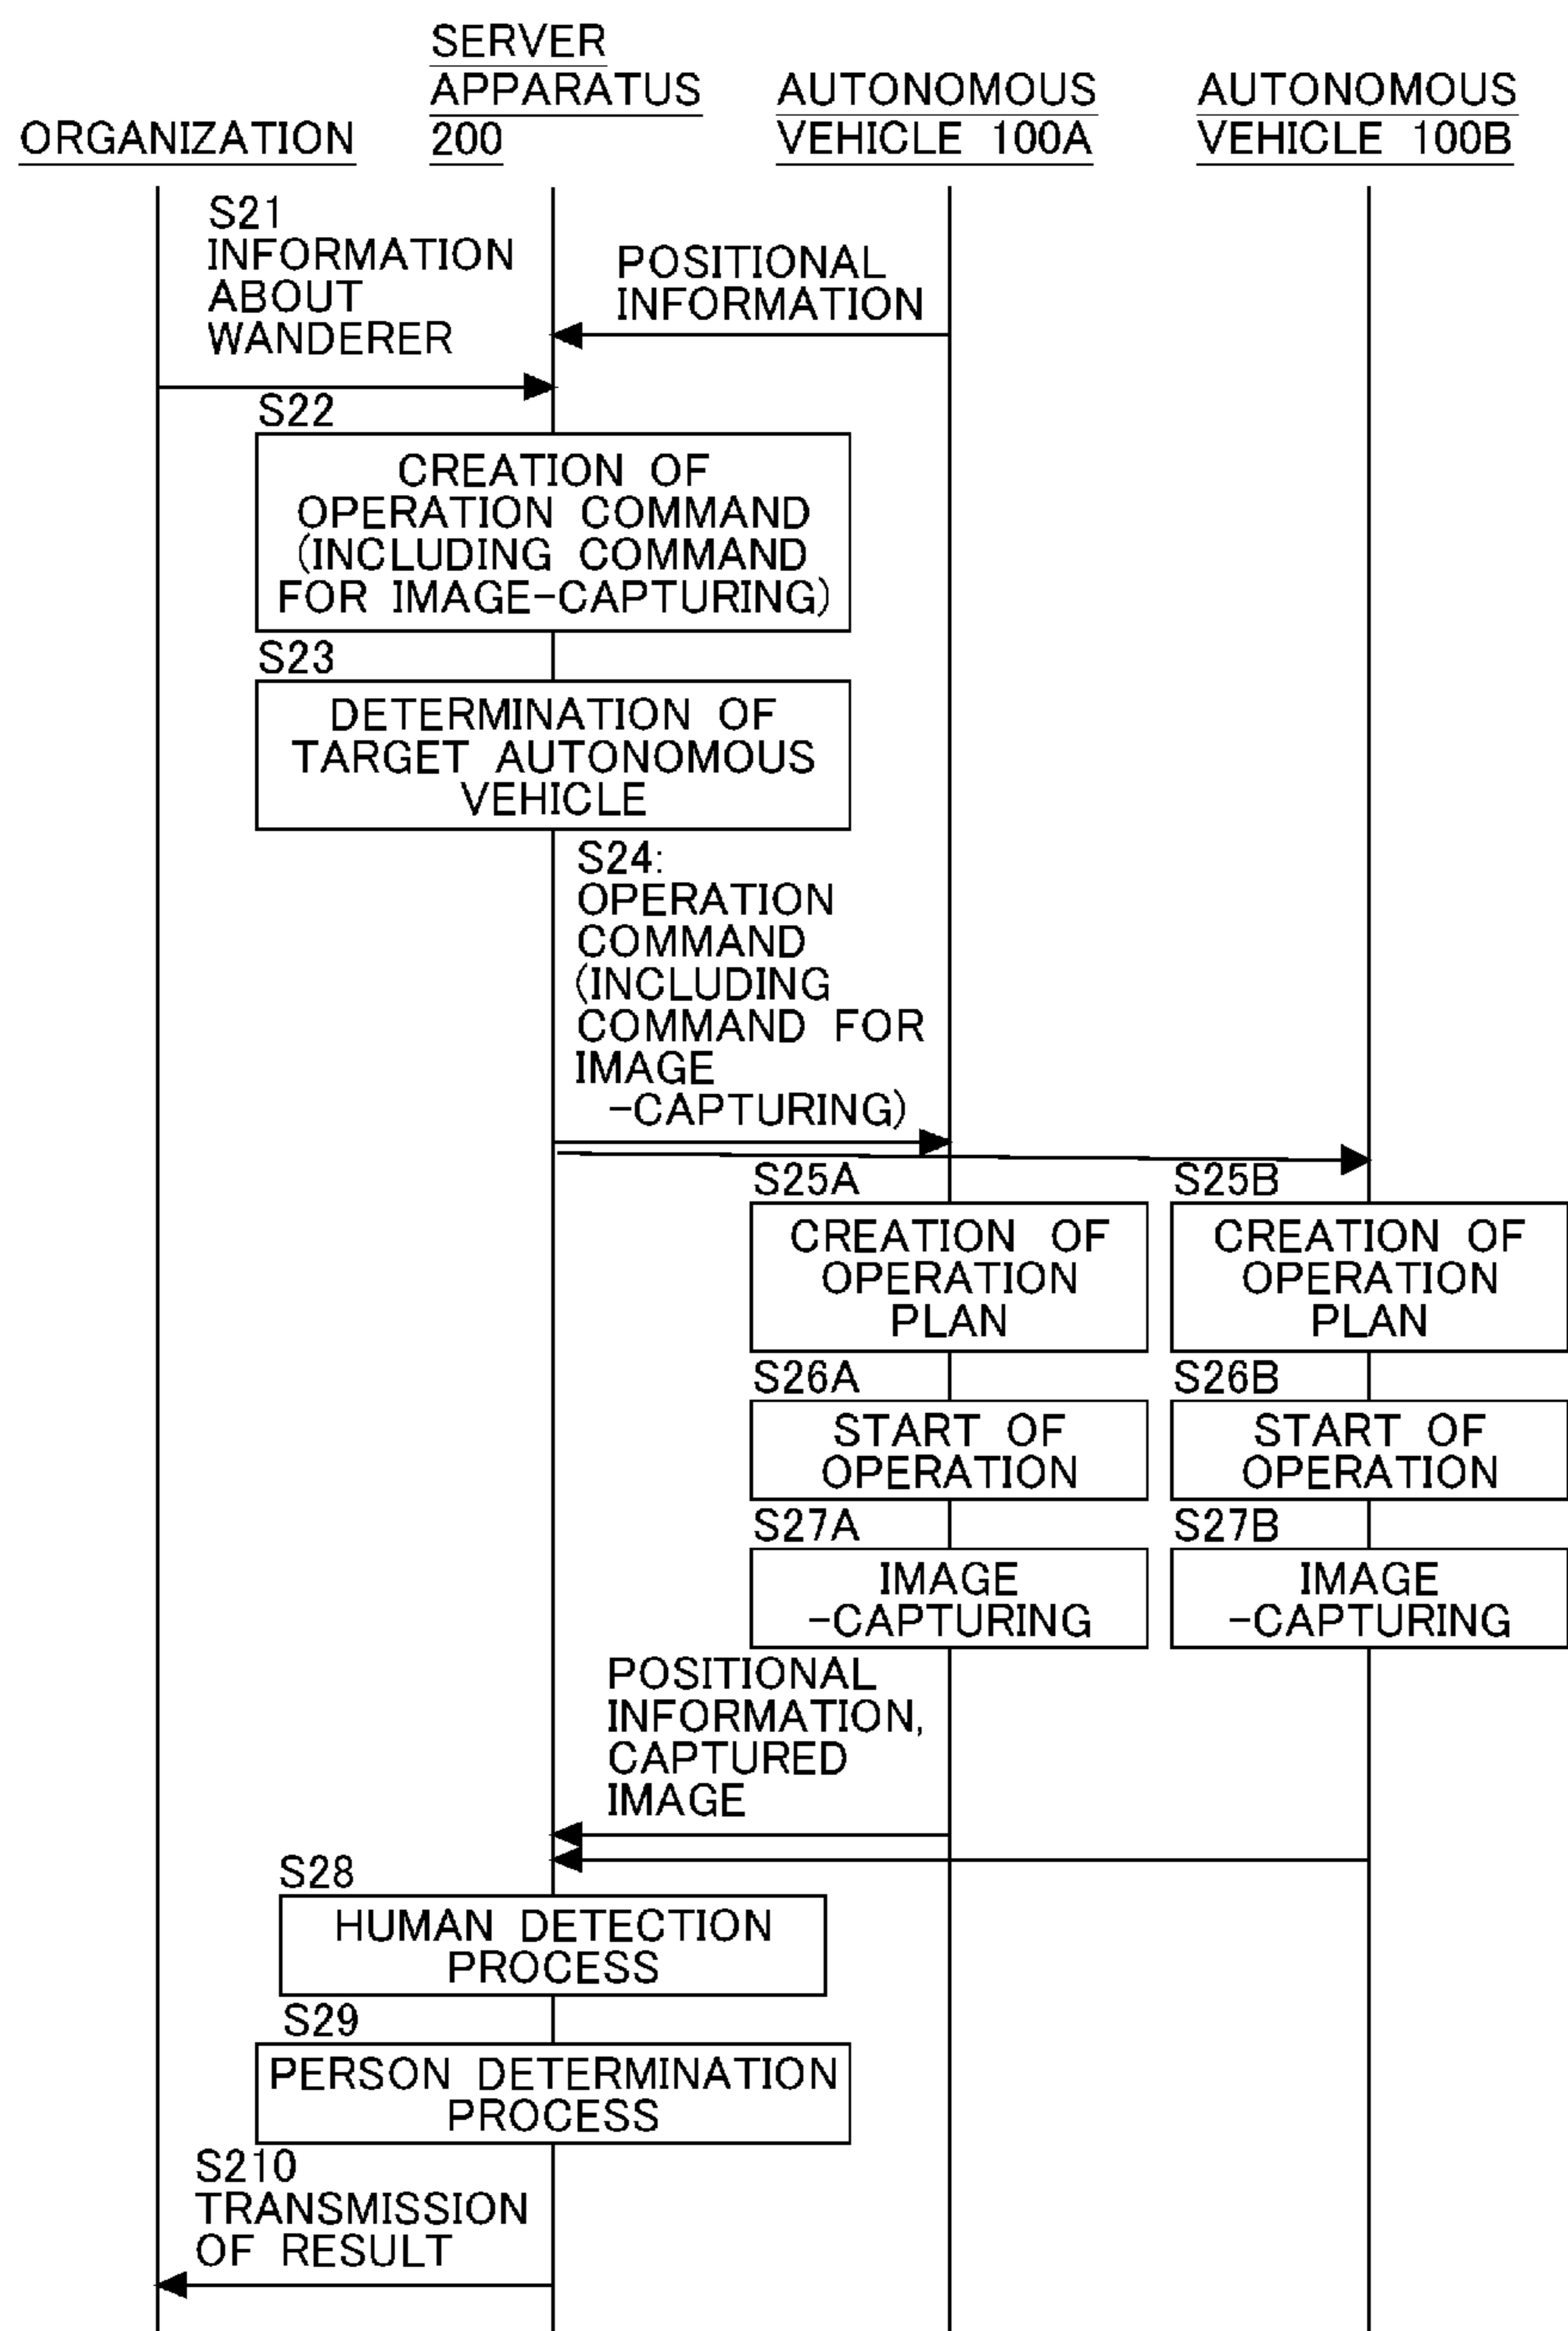 ORGANIZATION
SERVER
APPARATUS
200
AUTONOMOUS
VEHICLE 100A
AUTONOMOUS
VEHICLE 100B
S21
INFORMATION
ABOUT
WANDERER
POSITIONAL
INFORMATION
S22
CREATION OF
OPERATION COMMAND
(INCLUDING COMMAND
FOR IMAGE-CAPTURING)
S23
DETERMINATION OF
TARGET AUTONOMOUS
VEHICLE
S24:
OPERATION
COMMAND
(INCLUDING
COMMAND FOR
IMAGE
-CAPTURING)
S25A
CREATION OF
OPERATION
PLAN
S25B
CREATION OF
OPERATION
PLAN
S26A
START OF
OPERATION
S26B
START OF
OPERATION
S27A
IMAGE
-CAPTURING
S27B
IMAGE
-CAPTURING
POSITIONAL
INFORMATION,
CAPTURED
IMAGE
S28
HUMAN DETECTION
PROCESS
S29
PERSON DETERMINATION
PROCESS
S210
TRANSMISSION
OF RESULT